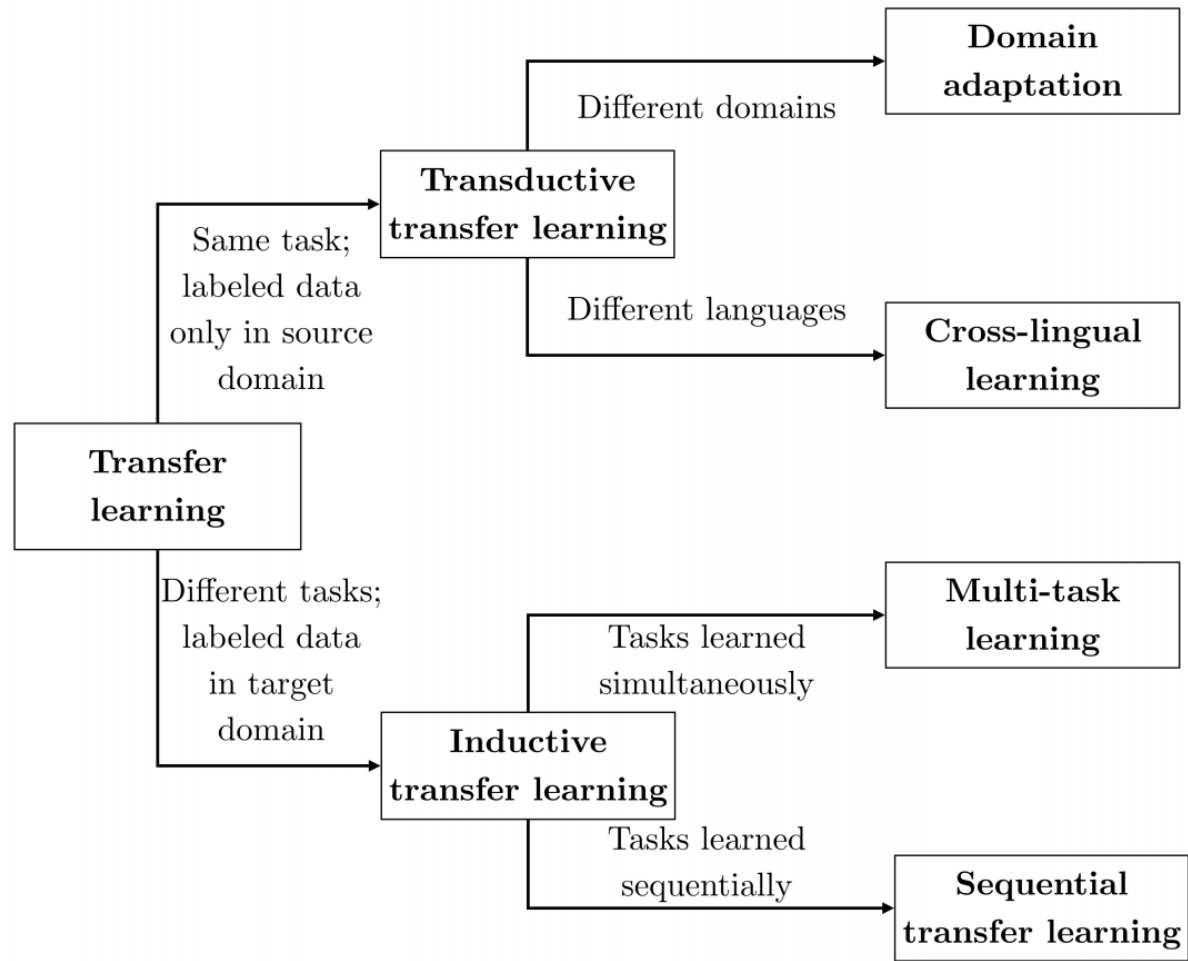 Domain
adaptation
Different domains
Transductive
transfer learning
Same task;
labeled data
only in source
domain
Different languages
Cross-lingual
learning
Transfer
learning
Different tasks;
labeled data
in target
domain
Multi-task
learning
Tasks learned
simultaneously
Inductive
transfer learning
Tasks learned
sequentially
Sequential
transfer learning